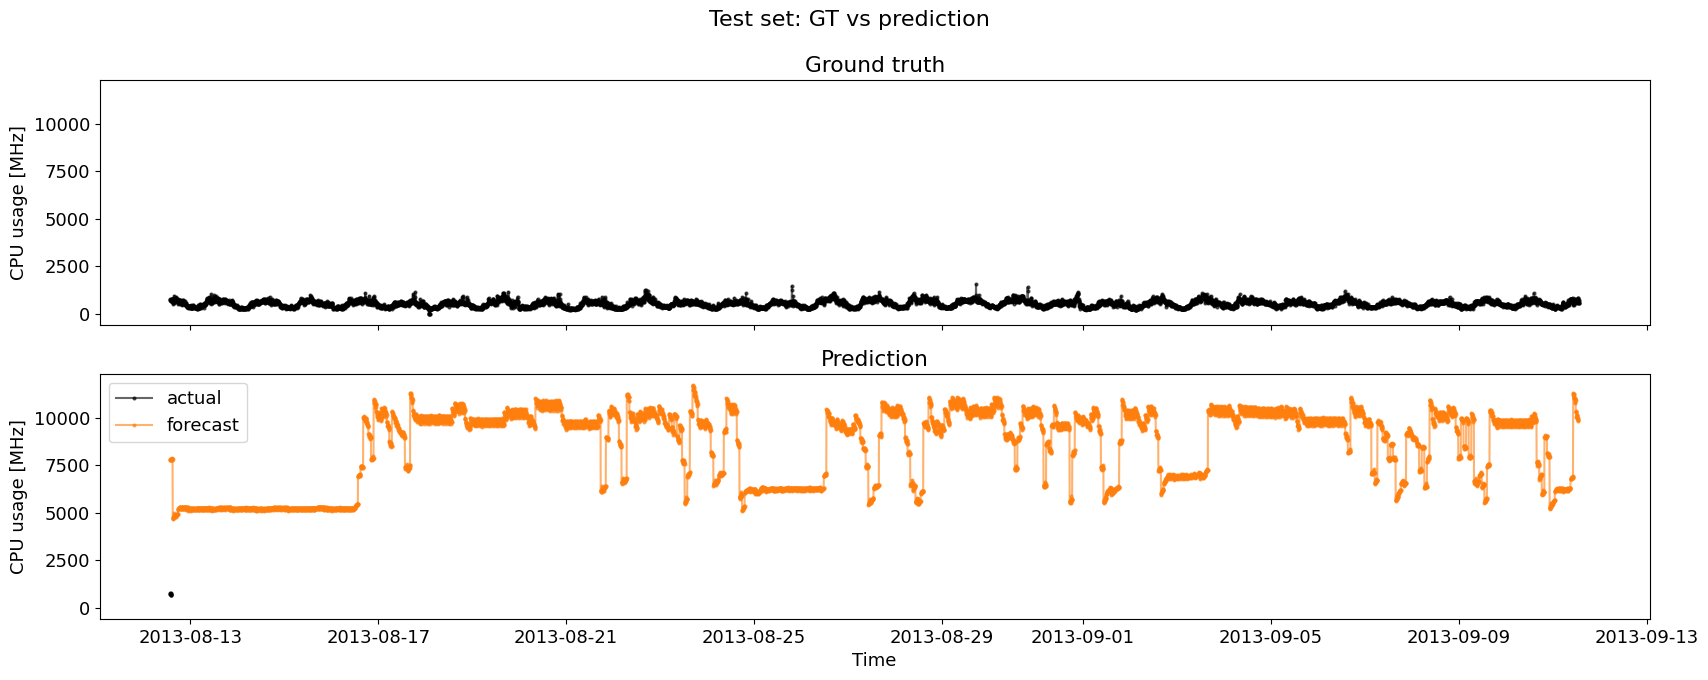 Test set: GT vs prediction
Ground truth
CPU usage [MHz]
10000
7500
5000
2500
0
Prediction
CPU usage [MHz]
10000
7500
5000
2500
0
actual
forecast
2013-08-13 2013-08-17 2013-08-21 2013-08-25 2013-08-29 2013-09-01 2013-09-05 2013-09-09 2013-09-13
Time